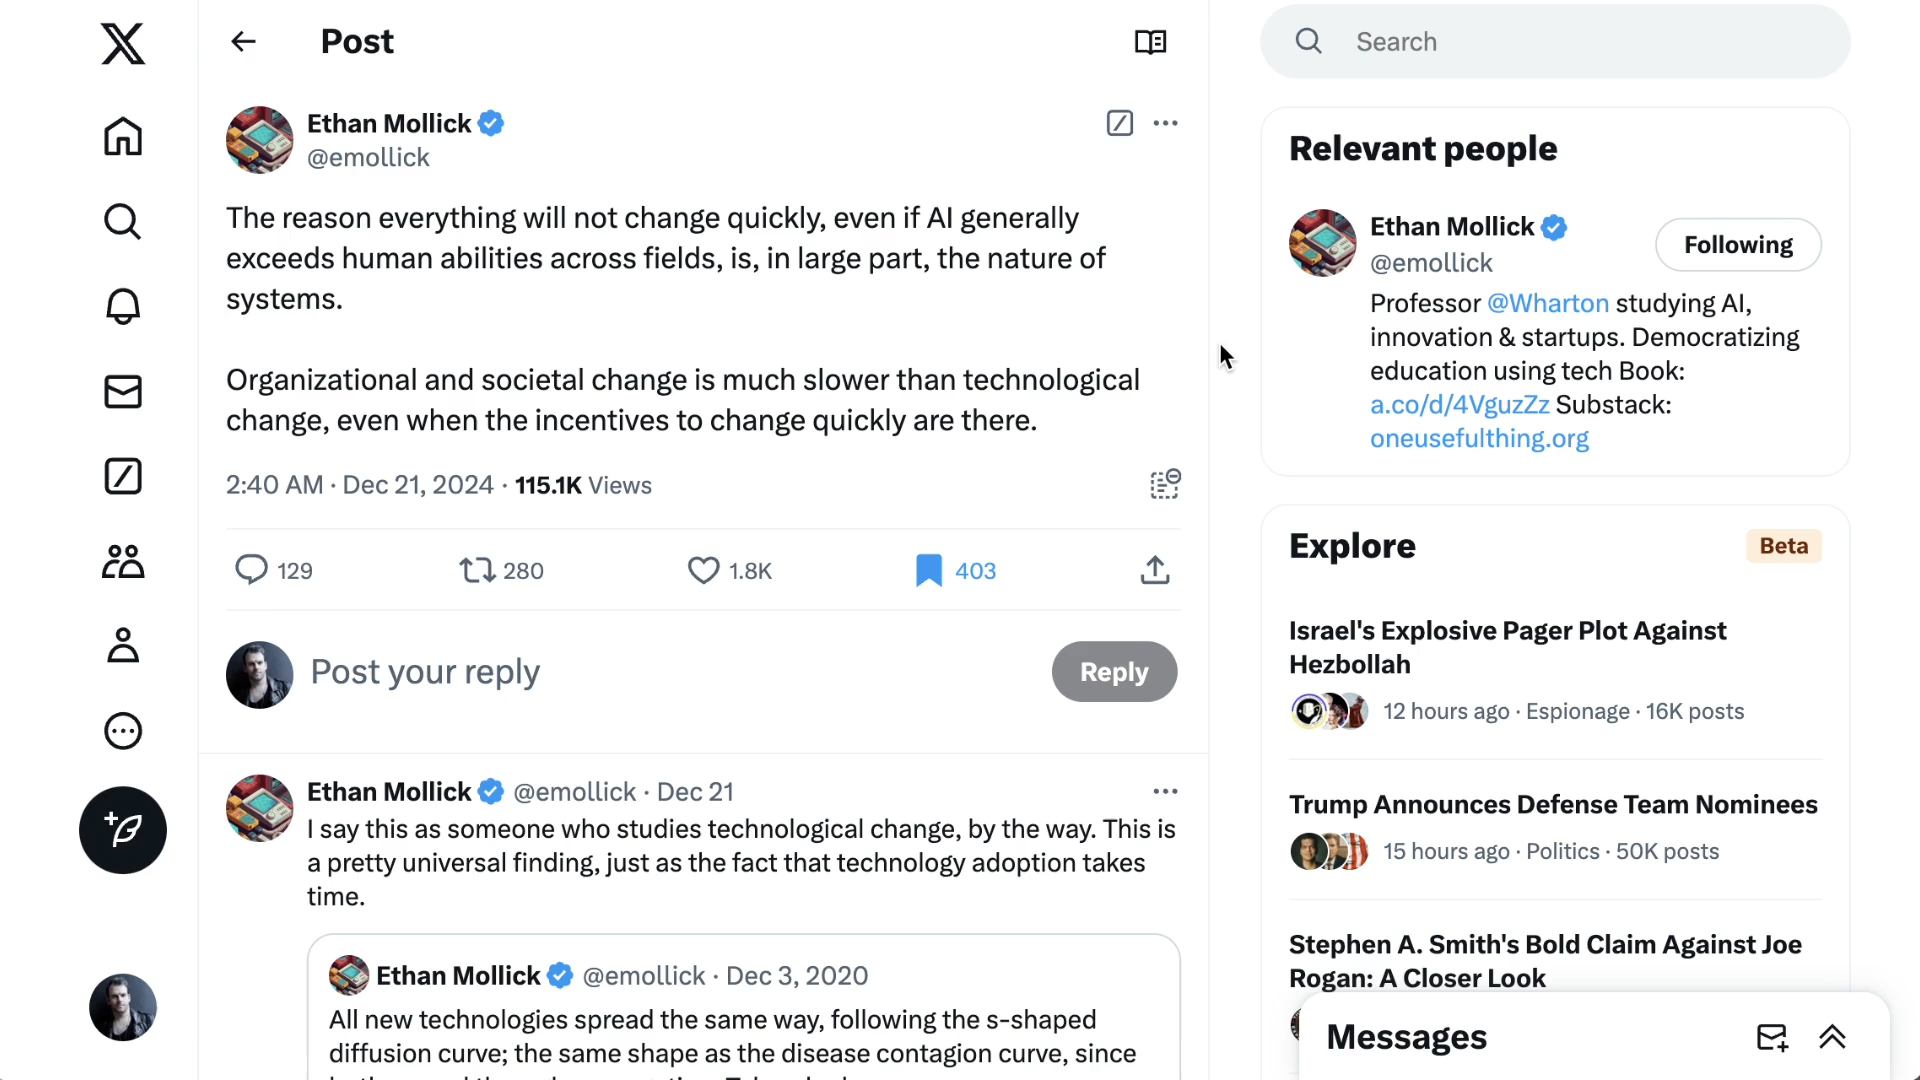 Post
Search
Ethan Mollick
@emollick
The reason everything will not change quickly, even if AI generally
exceeds human abilities across fields, is, in large part, the nature of
systems.
Organizational and societal change is much slower than technological
change, even when the incentives to change quickly are there.
2:40 AM · Dec 21, 2024 · 115.1K Views
129
280
1.8K
403
Post your reply
Reply
Ethan Mollick @emollick · Dec 21
I say this as someone who studies technological change, by the way. This is
a pretty universal finding, just as the fact that technology adoption takes
time.
Ethan Mollick @emollick · Dec 3, 2020
All new technologies spread the same way, following the s-shaped
diffusion curve; the same shape as the disease contagion curve, since
Relevant people
Ethan Mollick
@emollick
Following
Professor @Wharton studying AI,
innovation & startups. Democratizing
education using tech Book:
a.co/d/4VguzZz Substack:
oneusefulthing.org
Explore
Beta
Israel's Explosive Pager Plot Against
Hezbollah
12 hours ago · Espionage · 16K posts
Trump Announces Defense Team Nominees
15 hours ago · Politics · 50K posts
Stephen A. Smith's Bold Claim Against Joe
Rogan: A Closer Look
Messages